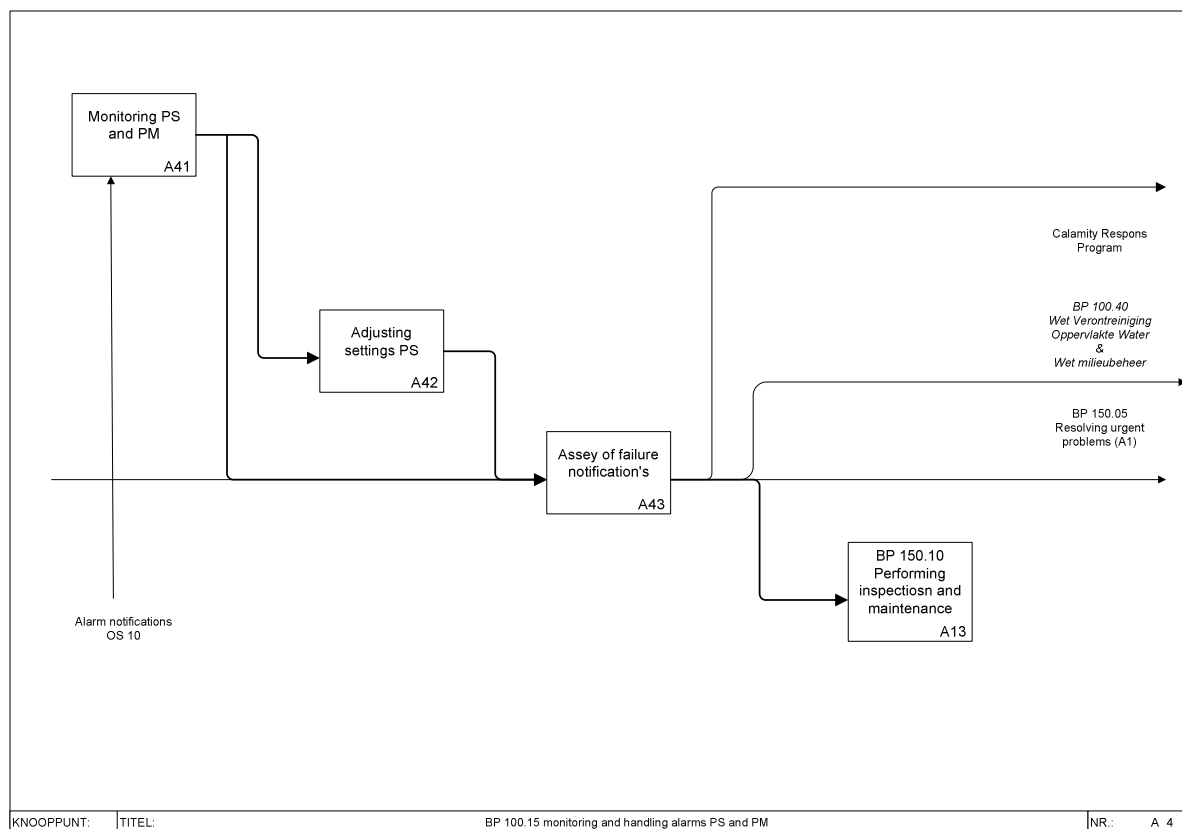 Monitoring PS
and PM
A41
Calamity Respons
Program
BP 100.40
Wet Verontreiniging
Oppervlakte Water
&
Wet milieubeheer
Adjusting
settings PS
A42
BP 150.05
Resolving urgent
problems (A1)
Assey of failure
notification's
A43
BP 150.10
Performing
inspectiosn and
maintenance
A13
Alarm notifications
OS 10
KNOOPPUNT:
TITEL:
BP 100.15 monitoring and handling alarms PS and PM
NR.: A 4